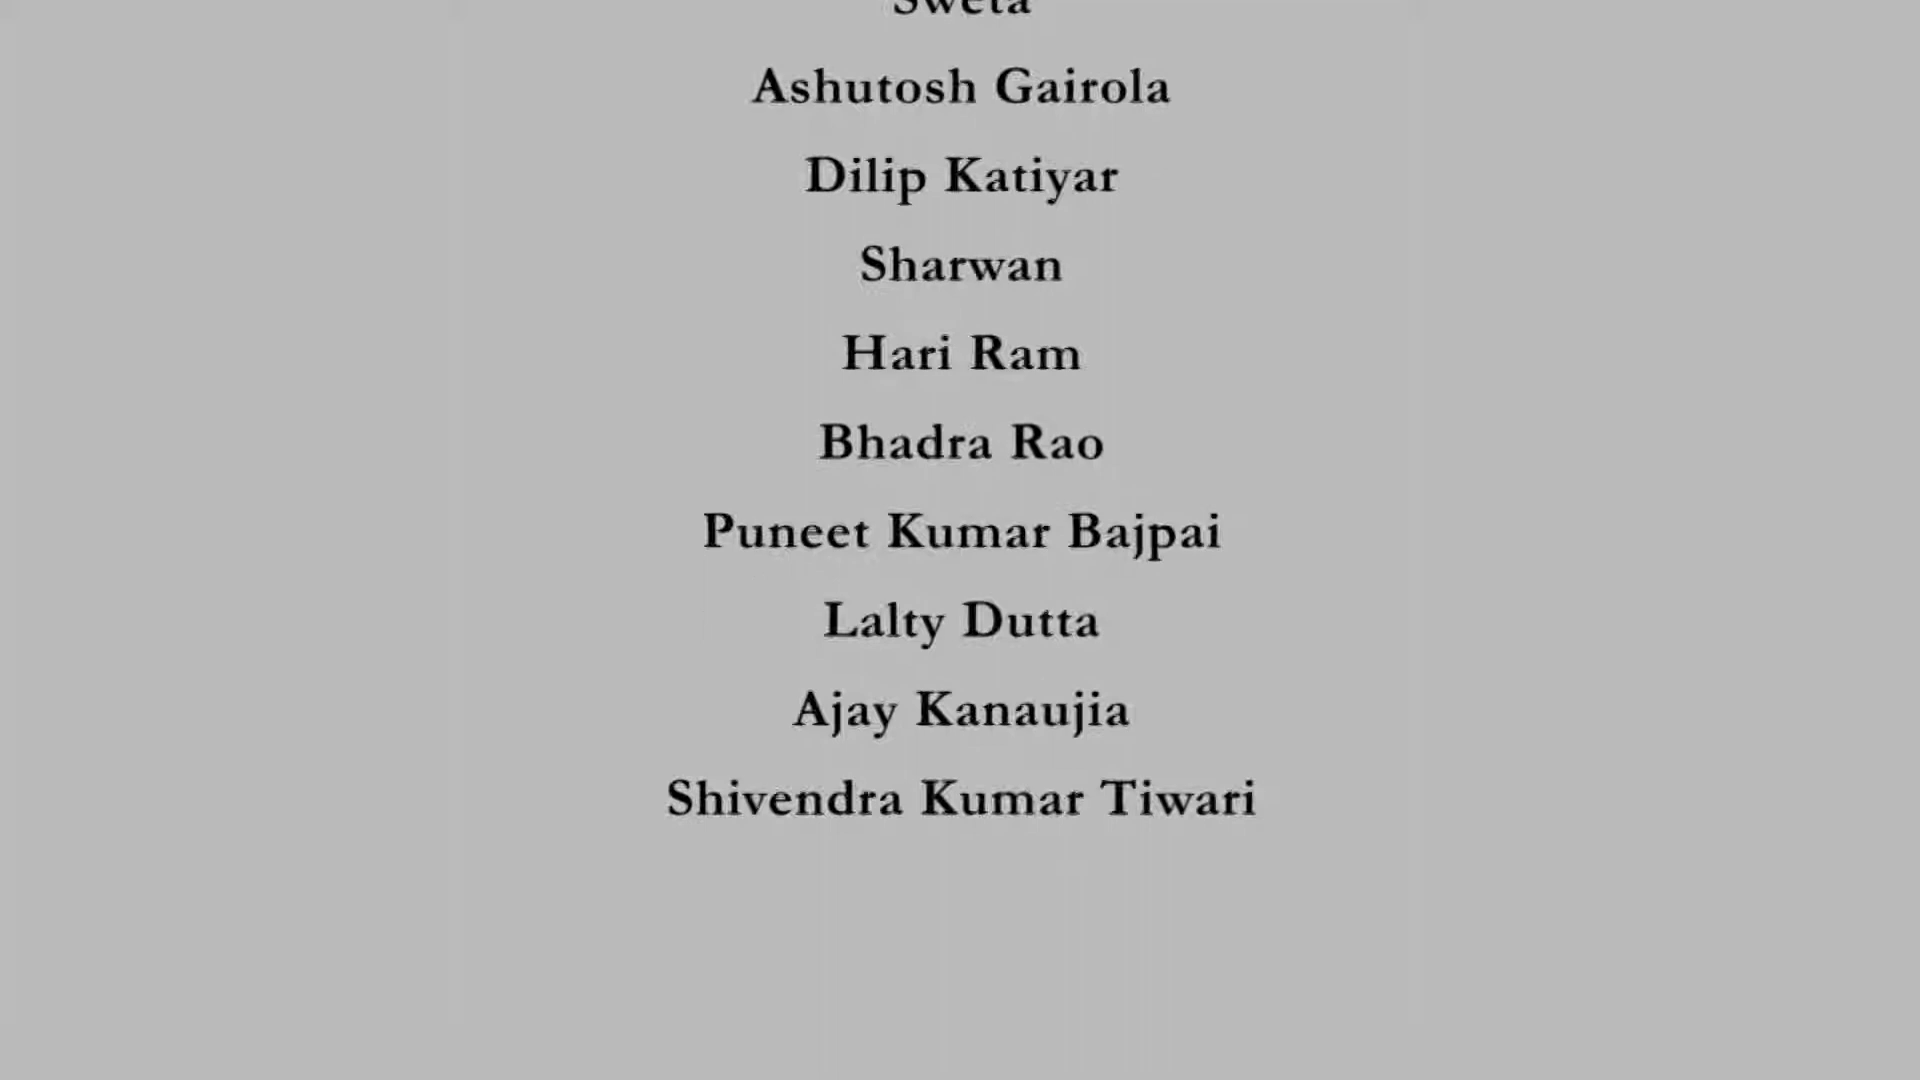 Sweta
Ashutosh Gairola
Dilip Katiyar
Sharwan
Hari Ram
Bhadra Rao
Puneet Kumar Bajpai
Lalty Dutta
Ajay Kanaujia
Shivendra Kumar Tiwari